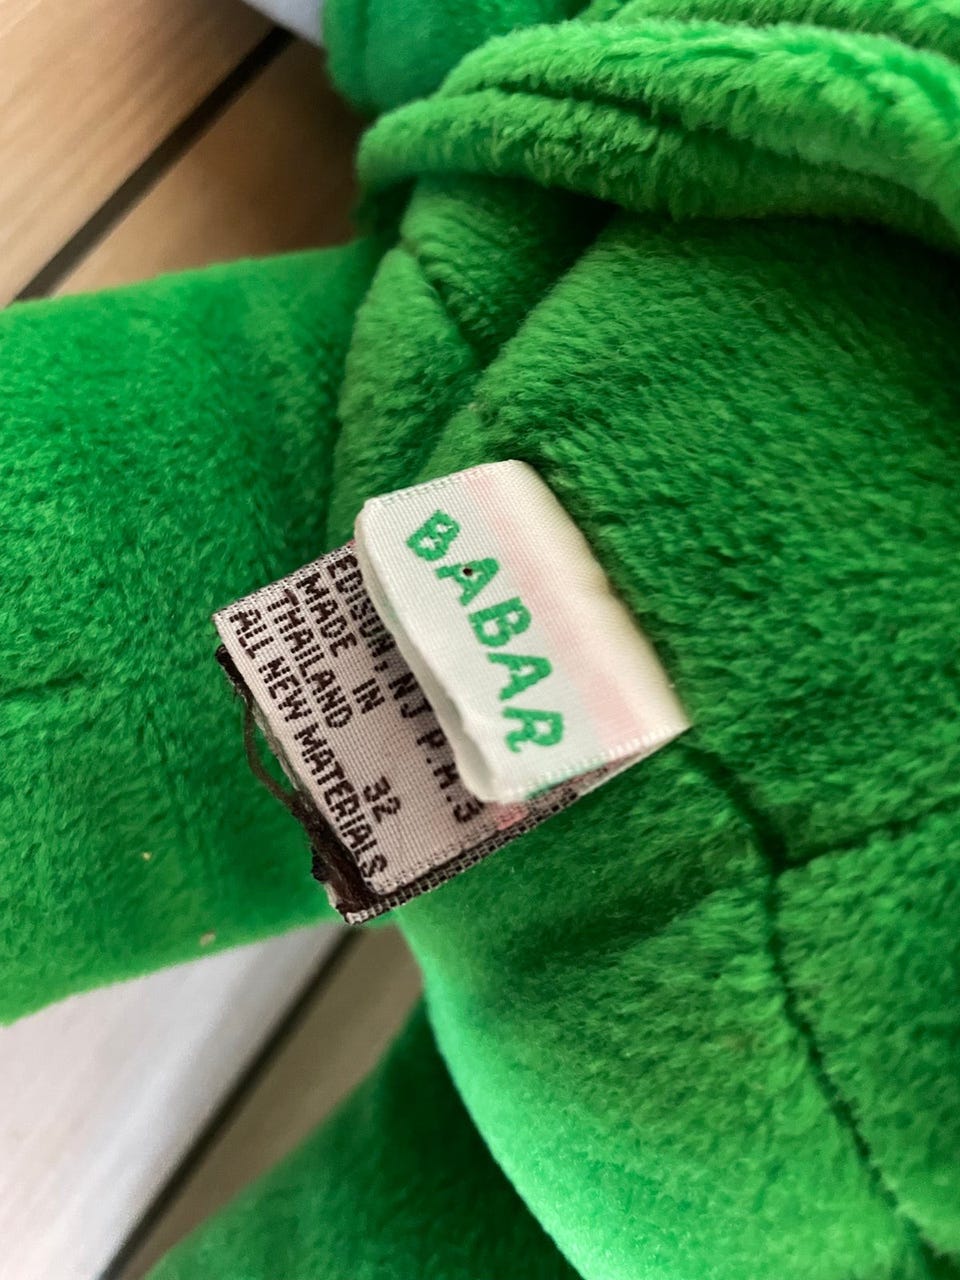 BABAR
EDISON, NJ P.A.3
MADE IN
THAILAND 32
ALL NEW MATERIALS